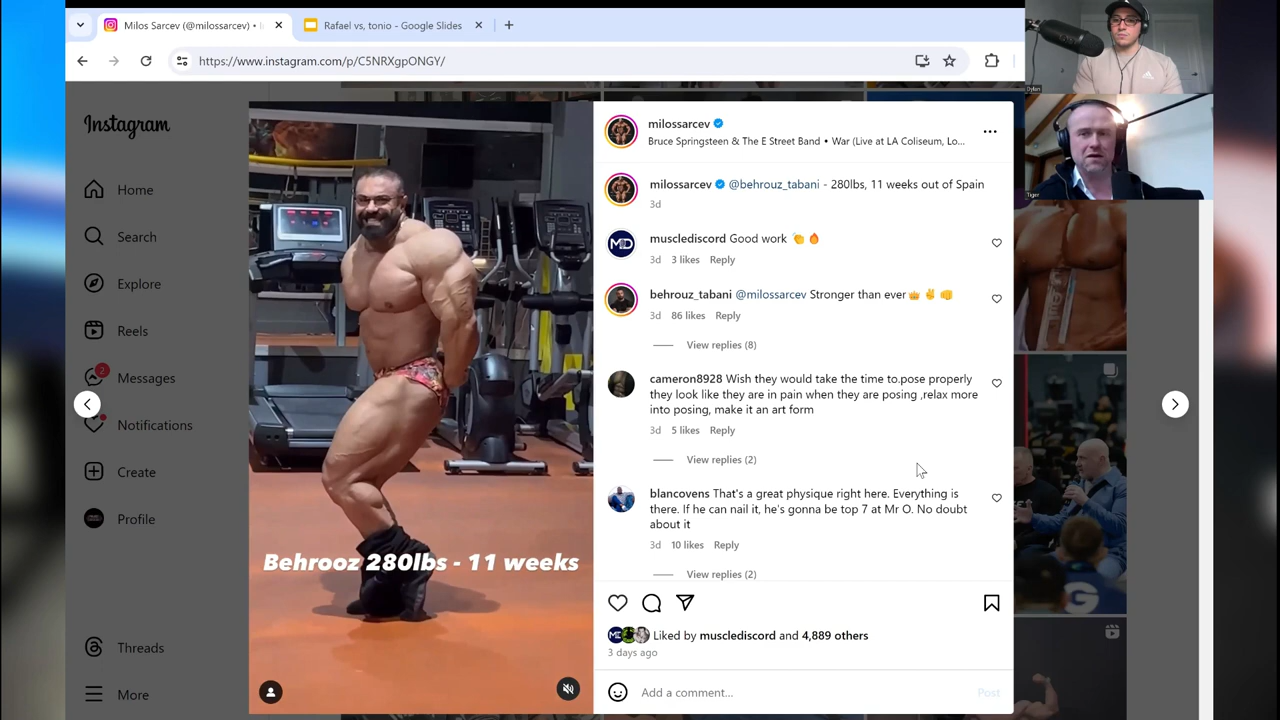 Milos Sarcev (@milossarcev) •
Rafael vs, tonio - Google Slides
https://www.instagram.com/p/C5NRXgpONGY/
Dylan
Tiger
Instagram
Home
Search
Explore
Reels
2
Messages
Notifications
Create
Profile
Threads
More
Behrooz 280lbs - 11 weeks
milossarcev
Bruce Springsteen & The E Street Band • War (Live at LA Coliseum, Lo...
milossarcev @behrouz_tabani - 280lbs, 11 weeks out of Spain
3d
MD
musclediscord Good work 👏 🔥
3d 3 likes Reply
behrouz_tabani @milossarcev Stronger than ever 👑 ✌ 👊
3d 86 likes Reply
View replies (8)
cameron8928 Wish they would take the time to.pose properly
they look like they are in pain when they are posing ,relax more
into posing, make it an art form
3d 5 likes Reply
View replies (2)
blancovens That's a great physique right here. Everything is
there. If he can nail it, he's gonna be top 7 at Mr O. No doubt
about it
3d 10 likes Reply
View replies (2)
Liked by musclediscord and 4,889 others
3 days ago
Add a comment...
Post